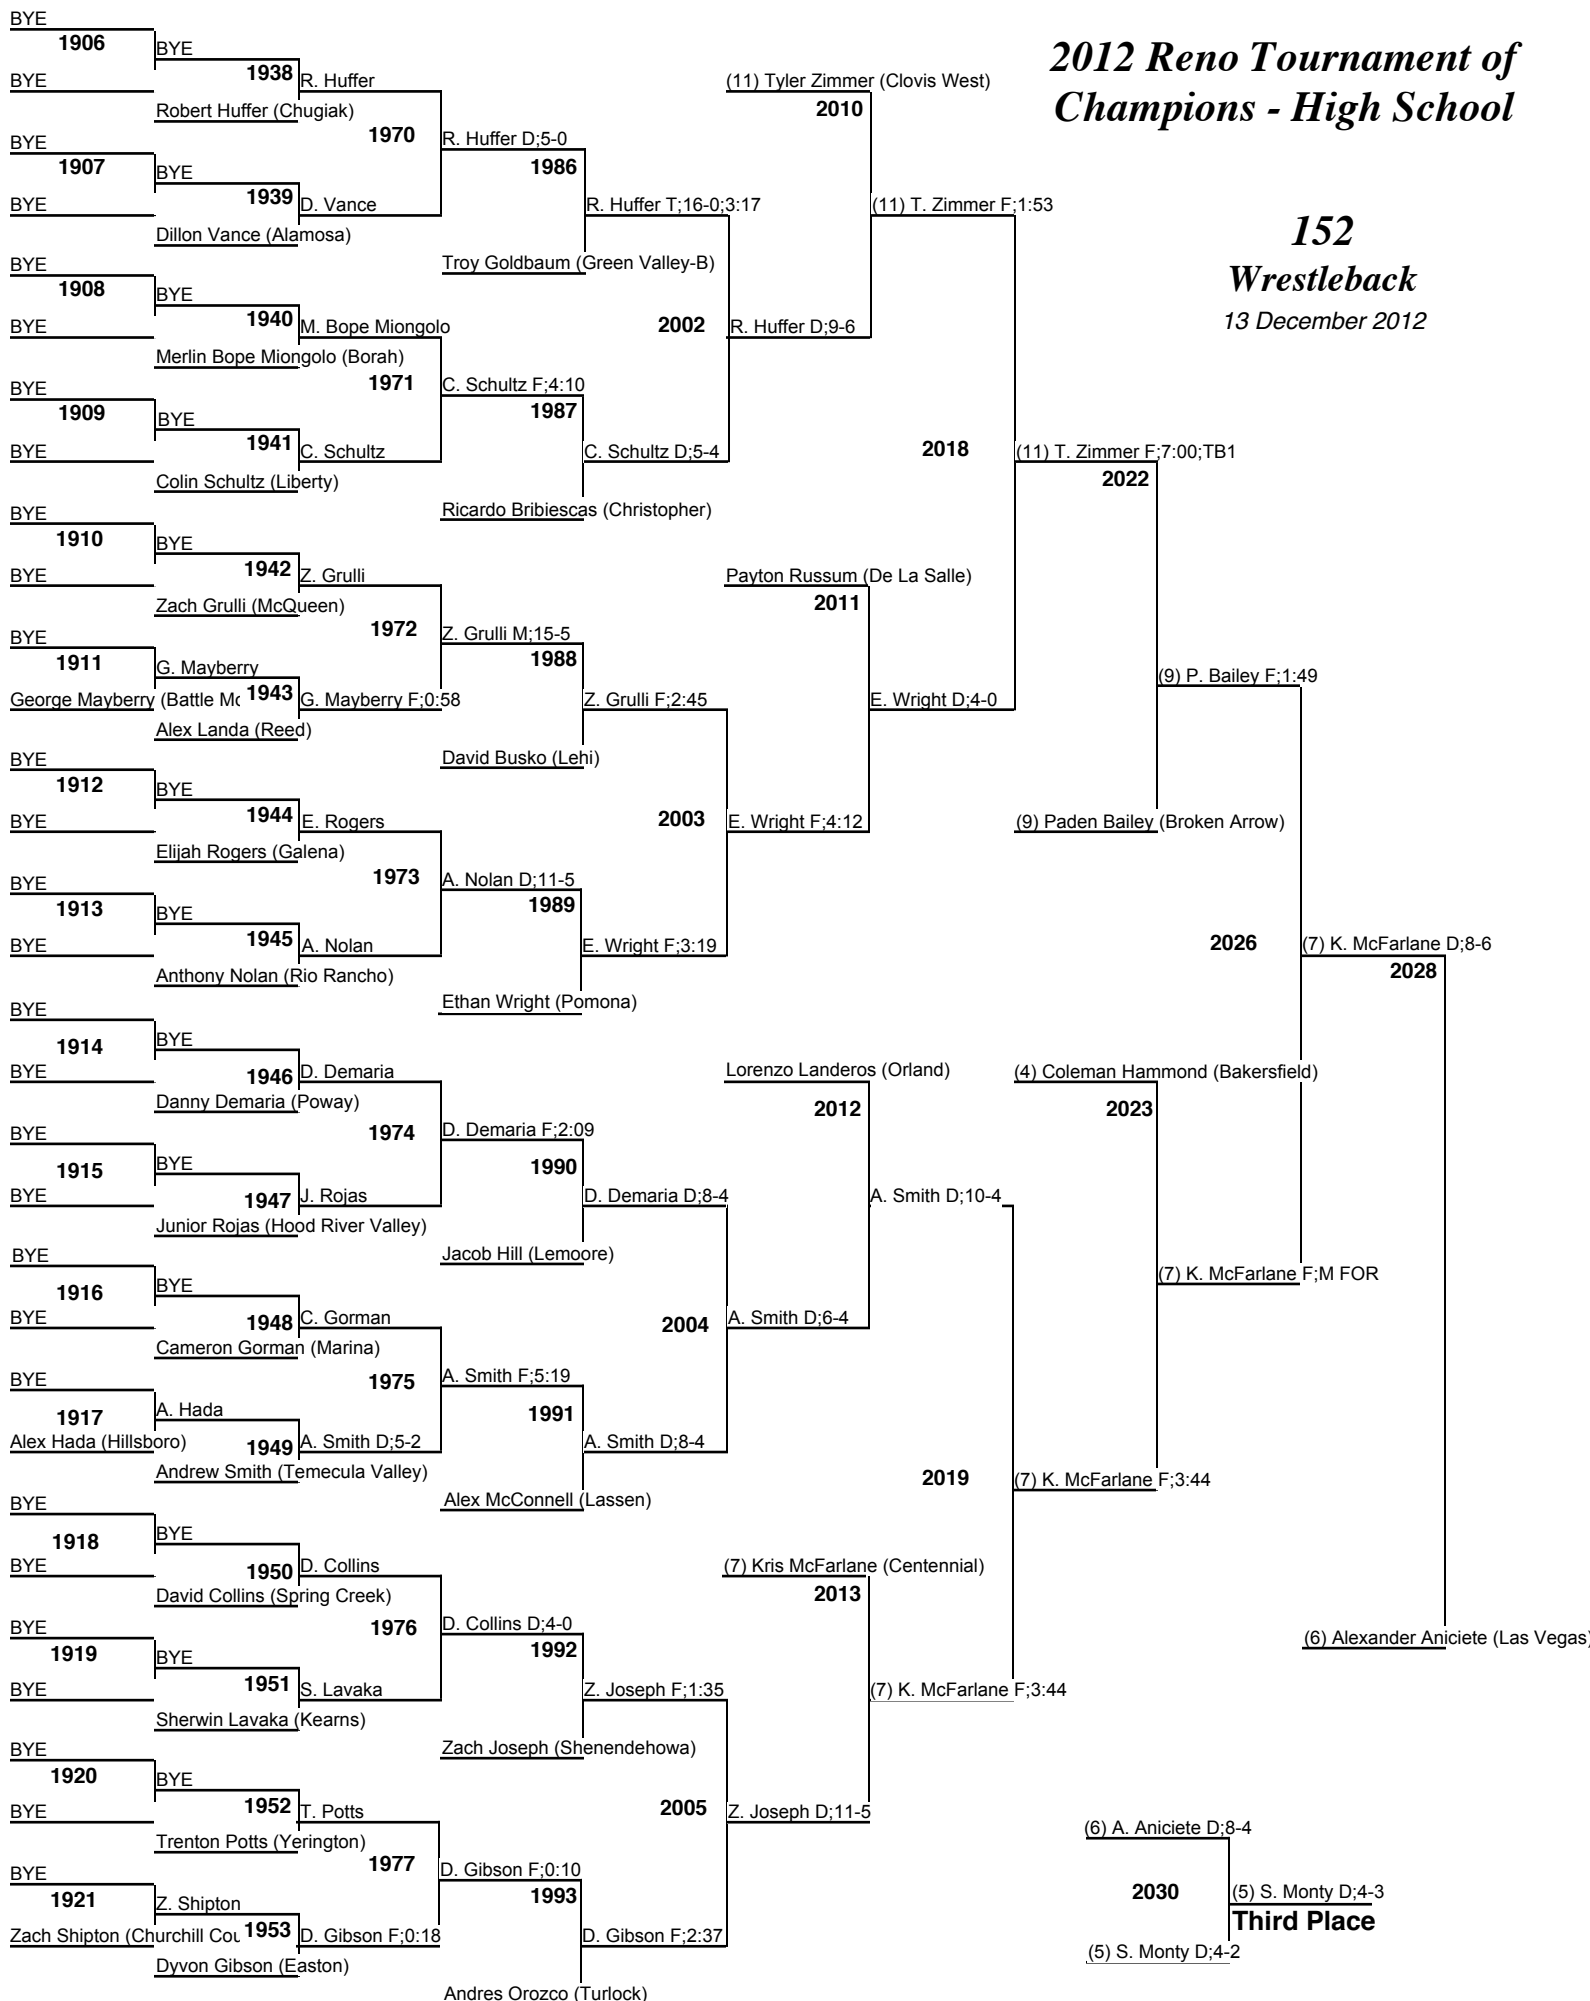 2012 Reno Tournament of
Champions - High School
152
Wrestleback
13 December 2012
BYE
1906
BYE
BYE
1938
R. Huffer
Robert Huffer (Chugiak)
1970
BYE
1907
BYE
BYE
1939
D. Vance
Dillon Vance (Alamosa)
R. Huffer D;5-0
1986
R. Huffer T;16-0;3:17
Troy Goldbaum (Green Valley-B)
BYE
1908
BYE
BYE
1940
M. Bope Miongolo
Merlin Bope Miongolo (Borah)
1971
BYE
1909
BYE
BYE
1941
C. Schultz
Colin Schultz (Liberty)
C. Schultz F;4:10
1987
C. Schultz D;5-4
Ricardo Bribiescas (Christopher)
2002
R. Huffer D;9-6
(11) Tyler Zimmer (Clovis West)
2010
(11) T. Zimmer F;1:53
BYE
1910
BYE
BYE
1942
Z. Grulli
Zach Grulli (McQueen)
1972
BYE
1911
G. Mayberry
George Mayberry (Battle Mo
1943
G. Mayberry F;0:58
Alex Landa (Reed)
Z. Grulli M;15-5
1988
Z. Grulli F;2:45
David Busko (Lehi)
BYE
1912
BYE
BYE
1944
E. Rogers
Elijah Rogers (Galena)
1973
BYE
1913
BYE
BYE
1945
A. Nolan
Anthony Nolan (Rio Rancho)
A. Nolan D;11-5
1989
E. Wright F;3:19
Ethan Wright (Pomona)
2003
E. Wright F;4:12
Payton Russum (De La Salle)
2011
E. Wright D;4-0
2018
(11) T. Zimmer F;7:00;TB1
2022
(9) P. Bailey F;1:49
(9) Paden Bailey (Broken Arrow)
BYE
1914
BYE
BYE
1946
D. Demaria
Danny Demaria (Poway)
1974
BYE
1915
BYE
BYE
1947
J. Rojas
Junior Rojas (Hood River Valley)
D. Demaria F;2:09
1990
D. Demaria D;8-4
Jacob Hill (Lemoore)
BYE
1916
BYE
BYE
1948
C. Gorman
Cameron Gorman (Marina)
1975
BYE
1917
A. Hada
Alex Hada (Hillsboro)
1949
A. Smith D;5-2
Andrew Smith (Temecula Valley)
A. Smith F;5:19
1991
A. Smith D;8-4
Alex McConnell (Lassen)
2004
A. Smith D;6-4
Lorenzo Landeros (Orland)
2012
A. Smith D;10-4
BYE
1918
BYE
BYE
1950
D. Collins
David Collins (Spring Creek)
1976
BYE
1919
BYE
BYE
1951
S. Lavaka
Sherwin Lavaka (Kearns)
D. Collins D;4-0
1992
Z. Joseph F;1:35
Zach Joseph (Shenendehowa)
BYE
1920
BYE
BYE
1952
T. Potts
Trenton Potts (Yerington)
1977
BYE
1921
Z. Shipton
Zach Shipton (Churchill Cou
1953
D. Gibson F;0:18
Dyvon Gibson (Easton)
D. Gibson F;0:10
1993
D. Gibson F;2:37
Andres Orozco (Turlock)
2005
Z. Joseph D;11-5
(7) Kris McFarlane (Centennial)
2013
(7) K. McFarlane F;3:44
2019
(7) K. McFarlane F;3:44
(4) Coleman Hammond (Bakersfield)
2023
(7) K. McFarlane F;M FOR
2026
(7) K. McFarlane D;8-6
2028
(6) Alexander Aniciete (Las Vegas)
(6) A. Aniciete D;8-4
2030
(5) S. Monty D;4-3
Third Place
(5) S. Monty D;4-2